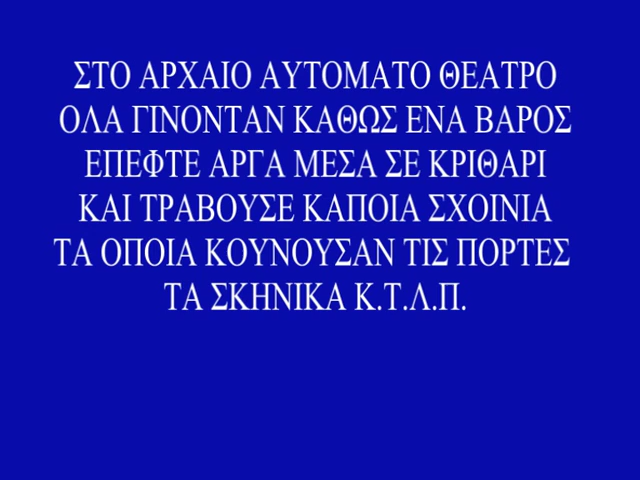 ΣΤΟ ΑΡΧΑΙΟ ΑΥΤΟΜΑΤΟ ΘΕΑΤΡΟ
ΟΛΑ ΓΙΝΟΝΤΑΝ ΚΑΘΩΣ ΕΝΑ ΒΑΡΟΣ
ΕΠΕΦΤΕ ΑΡΓΑ ΜΕΣΑ ΣΕ ΚΡΙΘΑΡΙ
ΚΑΙ ΤΡΑΒΟΥΣΕ ΚΑΠΟΙΑ ΣΧΟΙΝΙΑ
ΤΑ ΟΠΟΙΑ ΚΟΥΝΟΥΣΑΝ ΤΙΣ ΠΟΡΤΕΣ
ΤΑ ΣΚΗΝΙΚΑ Κ.Τ.Λ.Π.